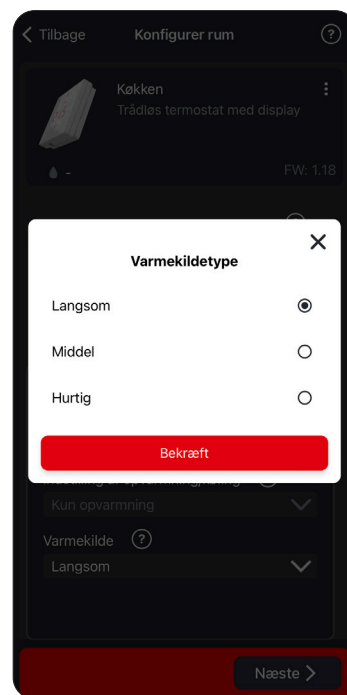 Tilbage
Konfigurer rum
?
Køkken
Trådløs termostat med display
-
FW: 1.18
Varmekildetype
Langsom
Middel
Hurtig
Bekræft
Kun opvarmning
Varmekilde ?
Langsom
Næste